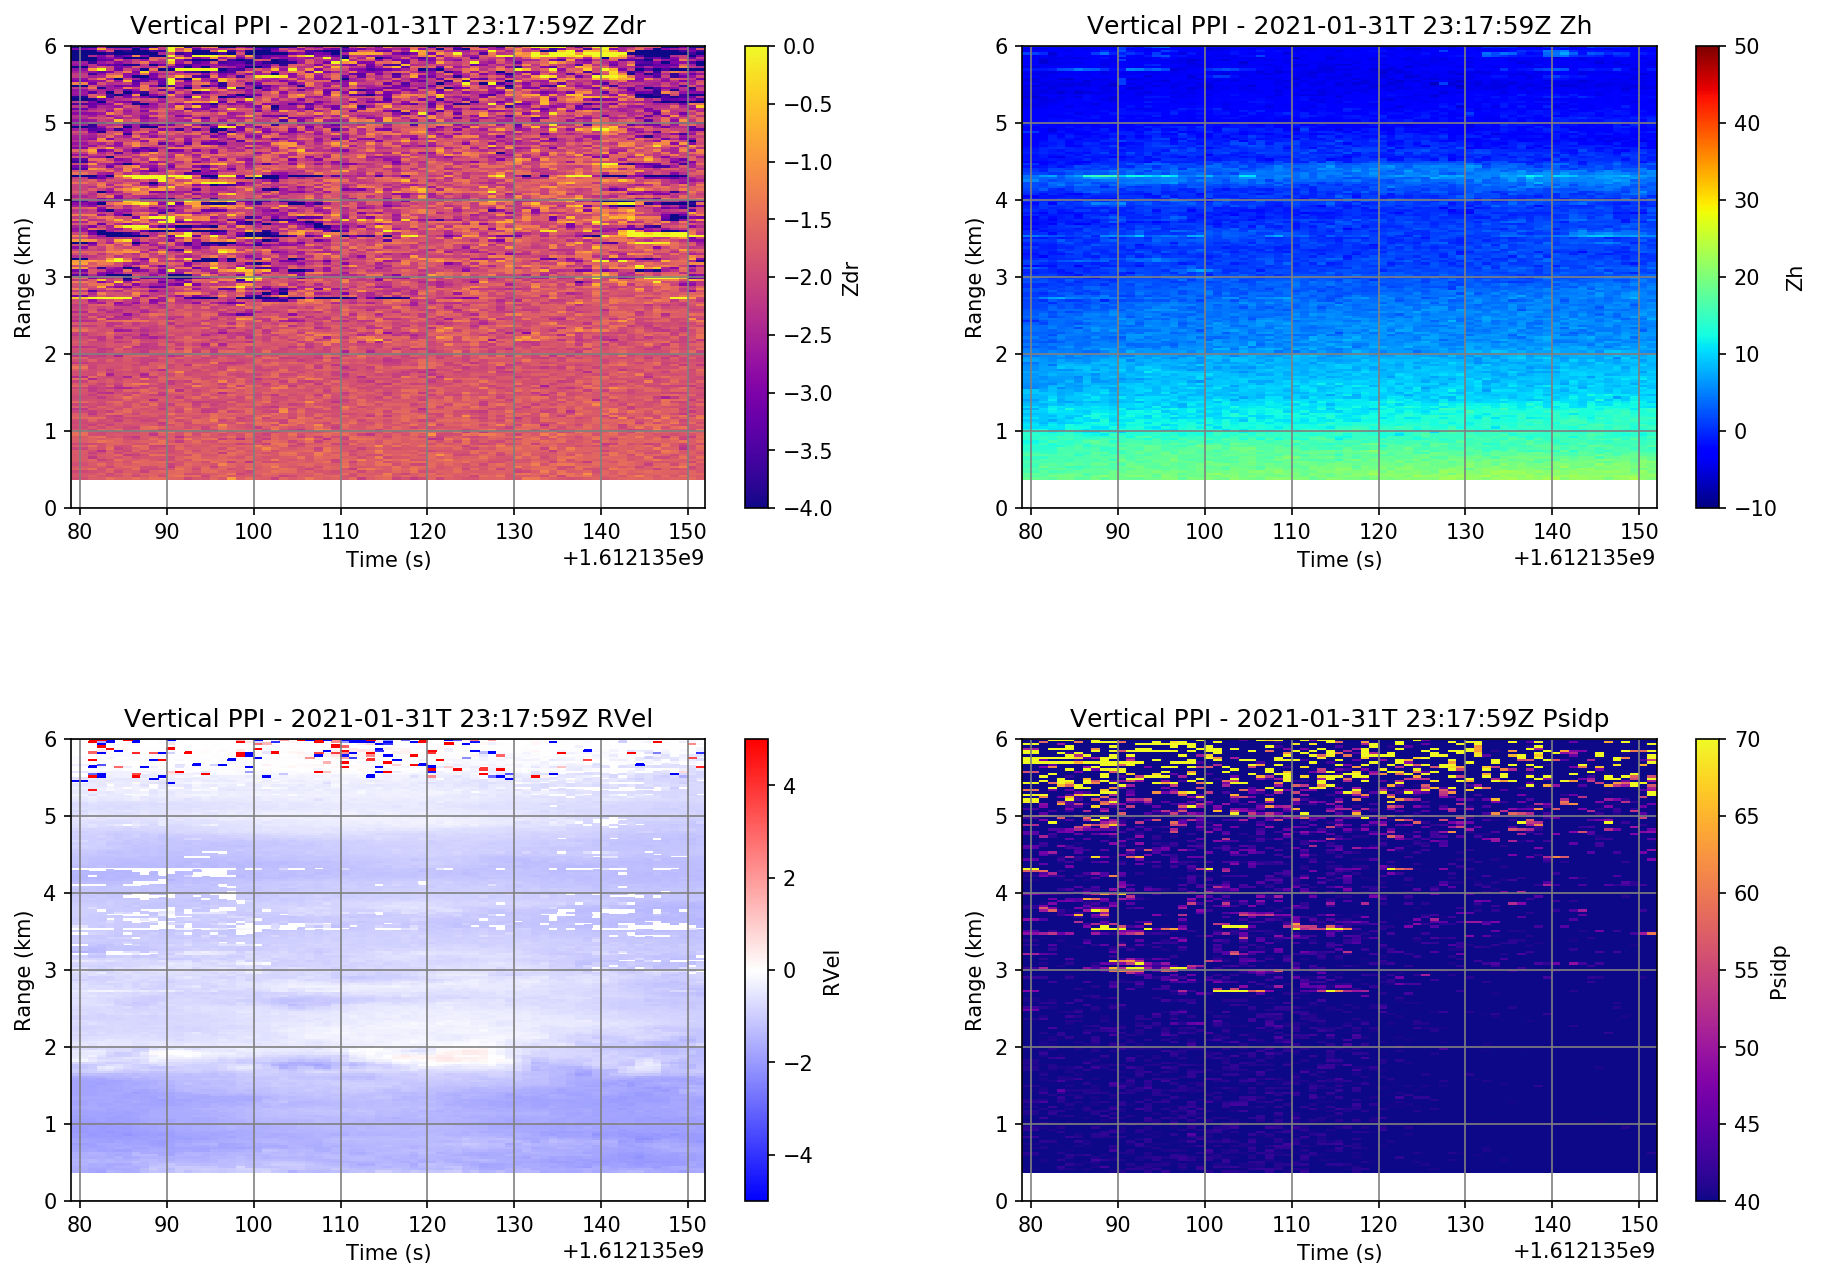 Vertical PPI - 2021-01-31T 23:17:59Z Zdr
6
5
4
3
2
1
0
Range (km)
80 90 100 110 120 130 140 150
Time (s)
+1.612135e9
0.0
−0.5
−1.0
−1.5
−2.0
−2.5
−3.0
−3.5
−4.0
Zdr
Vertical PPI - 2021-01-31T 23:17:59Z Zh
6
5
4
3
2
1
0
Range (km)
80 90 100 110 120 130 140 150
Time (s)
+1.612135e9
50
40
30
20
10
0
−10
Zh
Vertical PPI - 2021-01-31T 23:17:59Z RVel
6
5
4
3
2
1
0
Range (km)
80 90 100 110 120 130 140 150
Time (s)
+1.612135e9
4
2
0
−2
−4
RVel
Vertical PPI - 2021-01-31T 23:17:59Z Psidp
6
5
4
3
2
1
0
Range (km)
80 90 100 110 120 130 140 150
Time (s)
+1.612135e9
70
65
60
55
50
45
40
Psidp